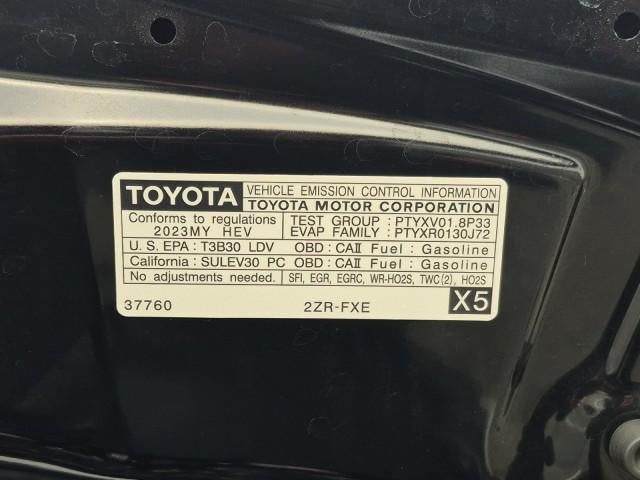 TOYOTA VEHICLE EMISSION CONTROL INFORMATION
TOYOTA MOTOR CORPORATION
Conforms to regulations TEST GROUP : PTYXV01.8P33
2023MY HEV EVAP FAMILY : PTYXR0130J72
U.S. EPA : T3B30 LDV OBD : CAII Fuel : Gasoline
California : SULEV30 PC OBD : CAII Fuel : Gasoline
No adjustments needed. SFI, EGR, EGRC, WR-HO2S, TWC(2), HO2S
37760 2ZR-FXE X5